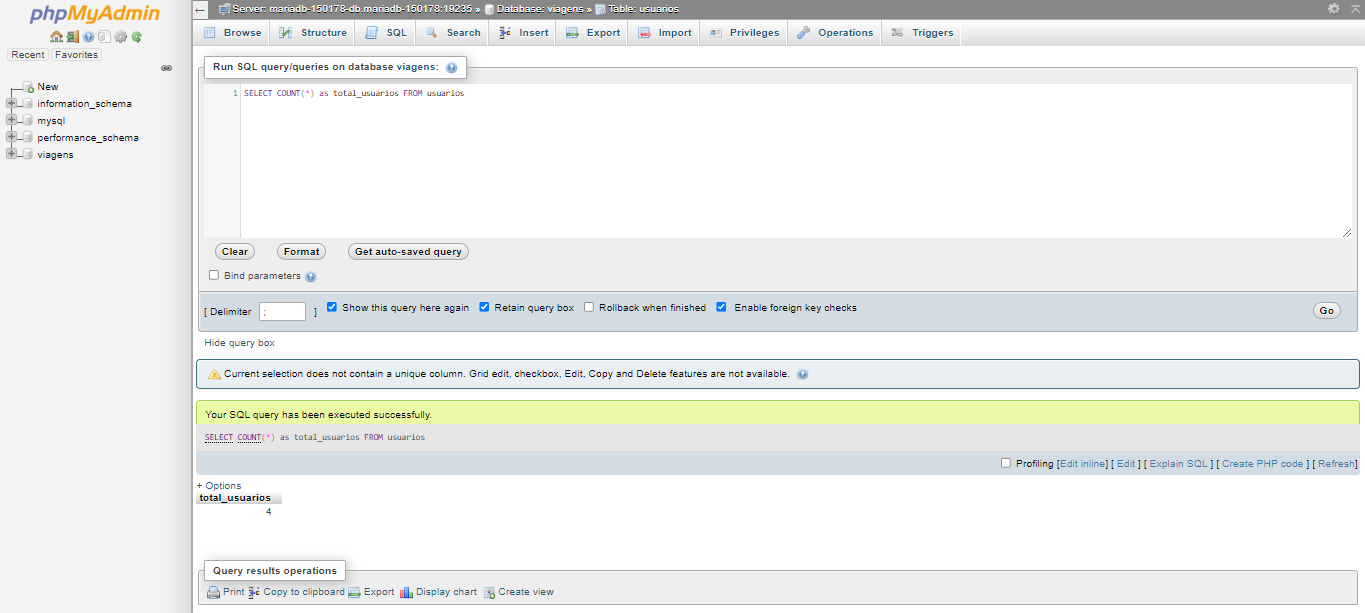 phpMyAdmin
Recent Favorites
New
information_schema
mysql
performance_schema
viagens
Server: mariadb-150178-db.mariadb-150178:19235 » Database: viagens » Table: usuarios
Browse Structure SQL Search Insert Export Import Privileges Operations Triggers
Run SQL query/queries on database viagens:
1 SELECT COUNT(*) as total_usuarios FROM usuarios
Clear Format Get auto-saved query
Bind parameters
[ Delimiter ; ] Show this query here again Retain query box Rollback when finished Enable foreign key checks Go
Hide query box
Current selection does not contain a unique column. Grid edit, checkbox, Edit, Copy and Delete features are not available.
Your SQL query has been executed successfully.
SELECT COUNT(*) as total_usuarios FROM usuarios
Profiling [Edit inline] [ Edit ] [ Explain SQL ] [ Create PHP code ] [ Refresh]
+ Options
total_usuarios
4
Query results operations
Print Copy to clipboard Export Display chart Create view